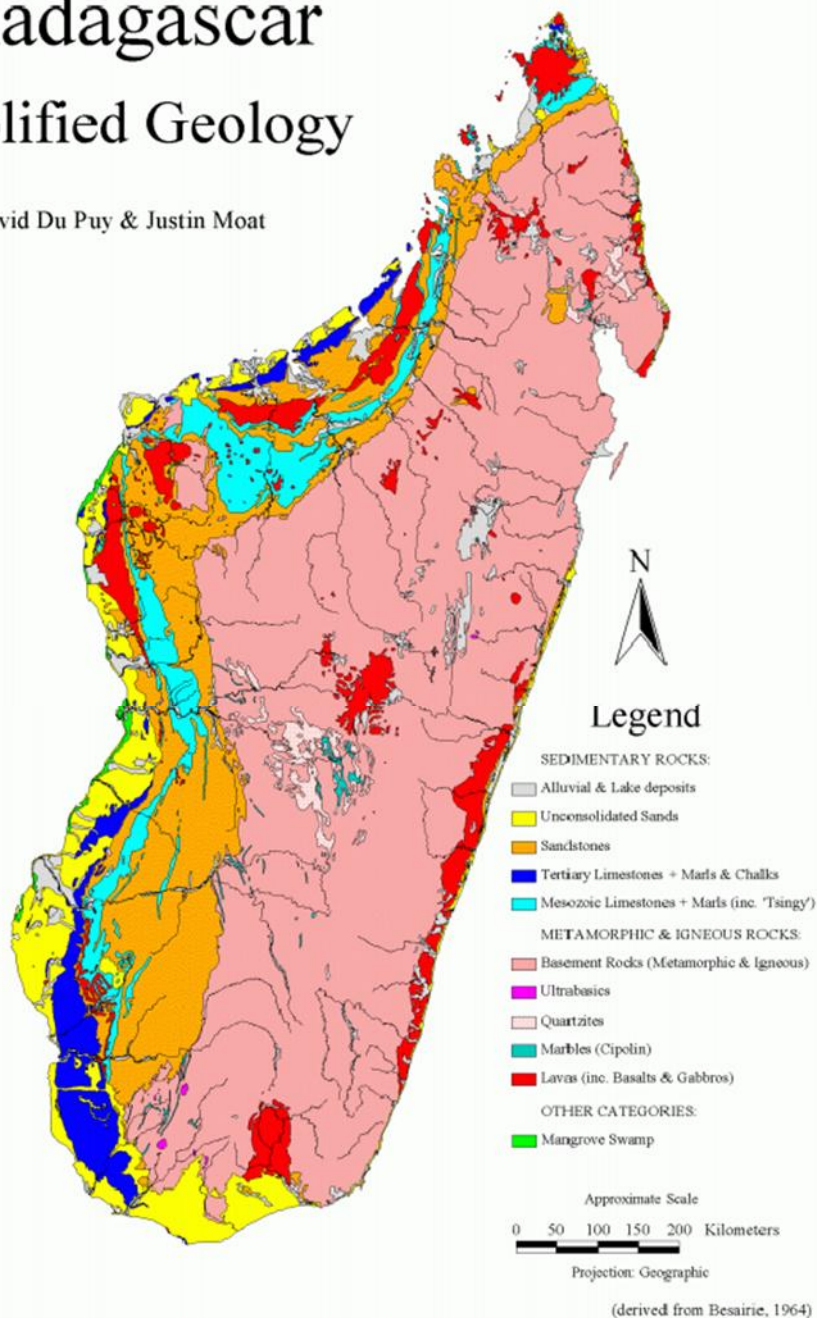 adagascar
lified Geology
vid Du Puy & Justin Moat
N
Legend
SEDIMENTARY ROCKS:
Alluvial & Lake deposits
Unconsolidated Sands
Sandstones
Tertiary Limestones + Marls & Chalks
Mesozoic Limestones + Marls (inc. 'Tsingy')
METAMORPHIC & IGNEOUS ROCKS:
Basement Rocks (Metamorphic & Igneous)
Ultrabasics
Quartzites
Marbles (Cipolin)
Lavas (inc. Basalts & Gabbros)
OTHER CATEGORIES:
Mangrove Swamp
Approximate Scale
0 50 100 150 200 Kilometers
Projection: Geographic
(derived from Besairie, 1964)